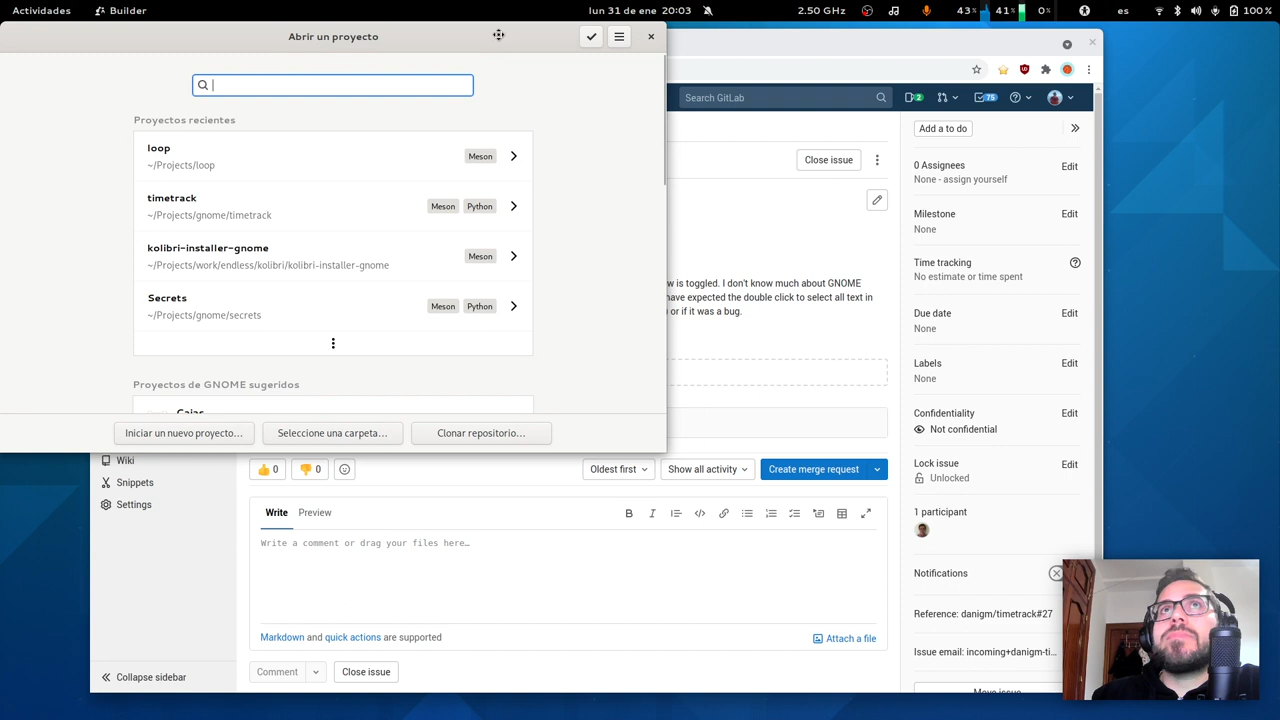 Actividades
Builder
lun 31 de ene 20:03
2.50 GHz
43%
41%
0%
es
100 %
Abrir un proyecto
Proyectos recientes
loop
~/Projects/loop
Meson
timetrack
~/Projects/gnome/timetrack
Meson
Python
kolibri-installer-gnome
~/Projects/work/endless/kolibri/kolibri-installer-gnome
Meson
Secrets
~/Projects/gnome/secrets
Meson
Python
Proyectos de GNOME sugeridos
Cajas
Iniciar un nuevo proyecto…
Seleccione una carpeta…
Clonar repositorio…
Search GitLab
2
75
Close issue
w is toggled. I don't know much about GNOME
have expected the double click to select all text in
) or if it was a bug.
Wiki
Snippets
Settings
Collapse sidebar
0
0
Oldest first
Show all activity
Create merge request
Write
Preview
Write a comment or drag your files here…
Markdown and quick actions are supported
Attach a file
Comment
Close issue
Add a to do
0 Assignees
Edit
None - assign yourself
Milestone
Edit
None
Time tracking
No estimate or time spent
Due date
Edit
None
Labels
Edit
None
Confidentiality
Edit
Not confidential
Lock issue
Edit
Unlocked
1 participant
Notifications
Reference: danigm/timetrack#27
Issue email: incoming+danigm-ti…
Move issue